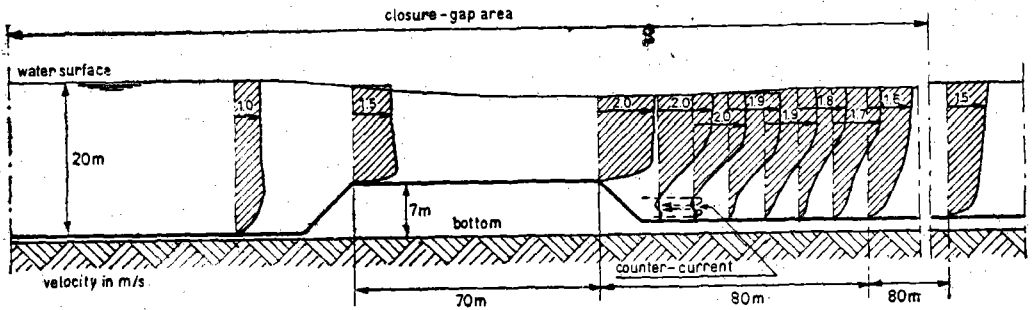 closure-gap area
water surface
1.0
1.5
2.0
2.0
2.0
1.9
1.9
1.8
1.7
1.6
1.5
20m
7m
bottom
counter-current
velocity in m/s
70m
80m
80m